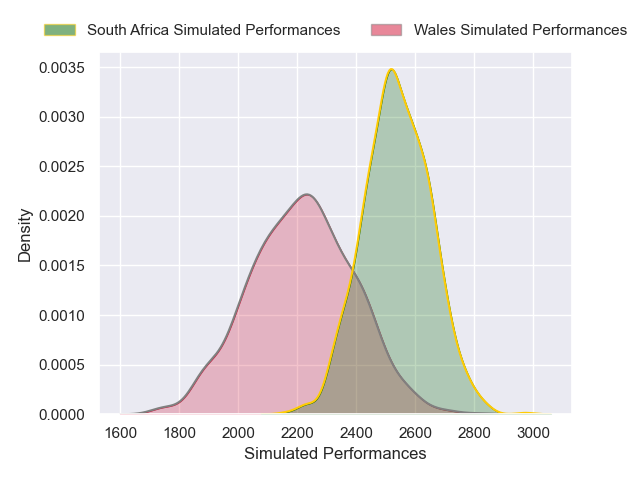 South Africa Simulated Performances Wales Simulated Performances
0.0035
0.0030
0.0025
0.0020
0.0015
0.0010
0.0005
0.0000
Density
1600 1800 2000 2200 2400 2600 2800 3000
Simulated Performances